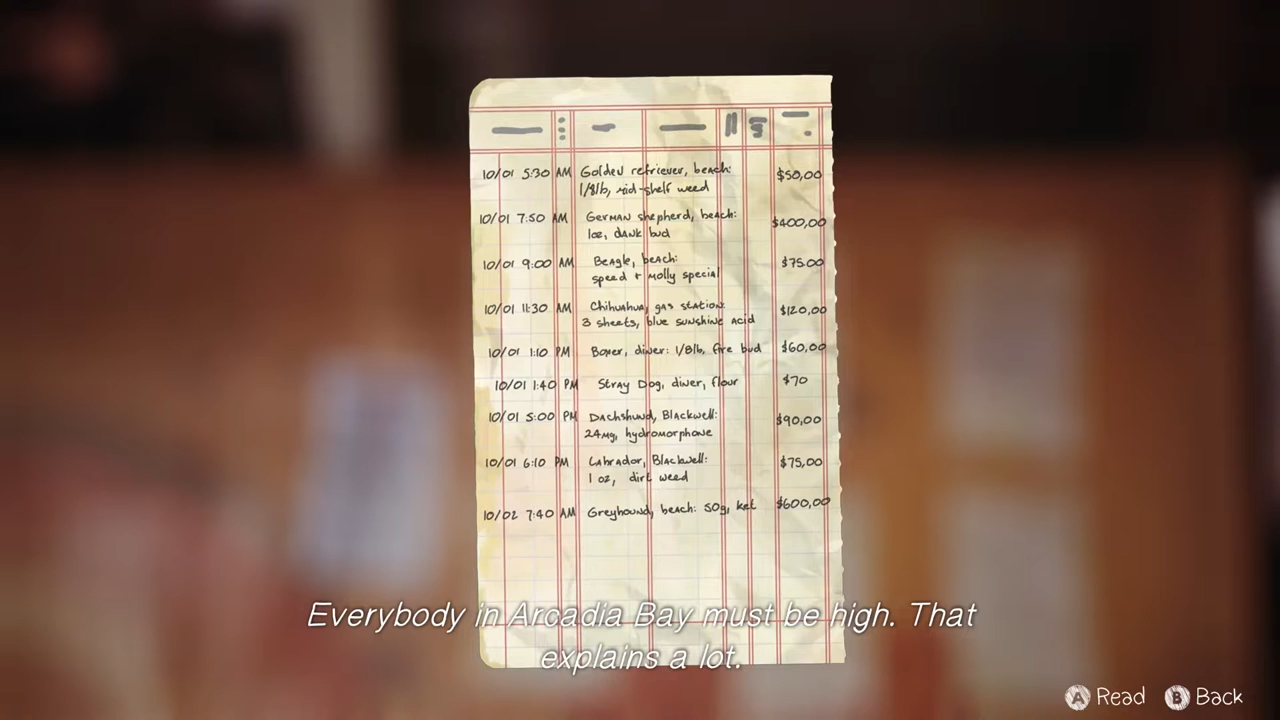 10/01 5:30 AM Golden retriever, beach: $50,00
1/8lb, mid-shelf weed
10/01 7:50 AM German shepherd, beach: $400,00
1oz, dank bud
10/01 9:00 AM Beagle, beach: $75.00
speed + molly special
10/01 11:30 AM Chihuahua, gas station: $120,00
3 sheets, blue sunshine acid
10/01 1:10 PM Boxer, diner: 1/8lb, fire bud $60,00
10/01 1:40 PM Stray Dog, diner, flour $70
10/01 5:00 PM Dachshund, Blackwell: $90,00
24mg, hydromorphone
10/01 6:10 PM Labrador, Blackwell: $75,00
1 oz, dirt weed
10/02 7:40 AM Greyhound, beach: 50g, ket $600,00
Everybody in Arcadia Bay must be high. That
explains a lot.
A Read B Back